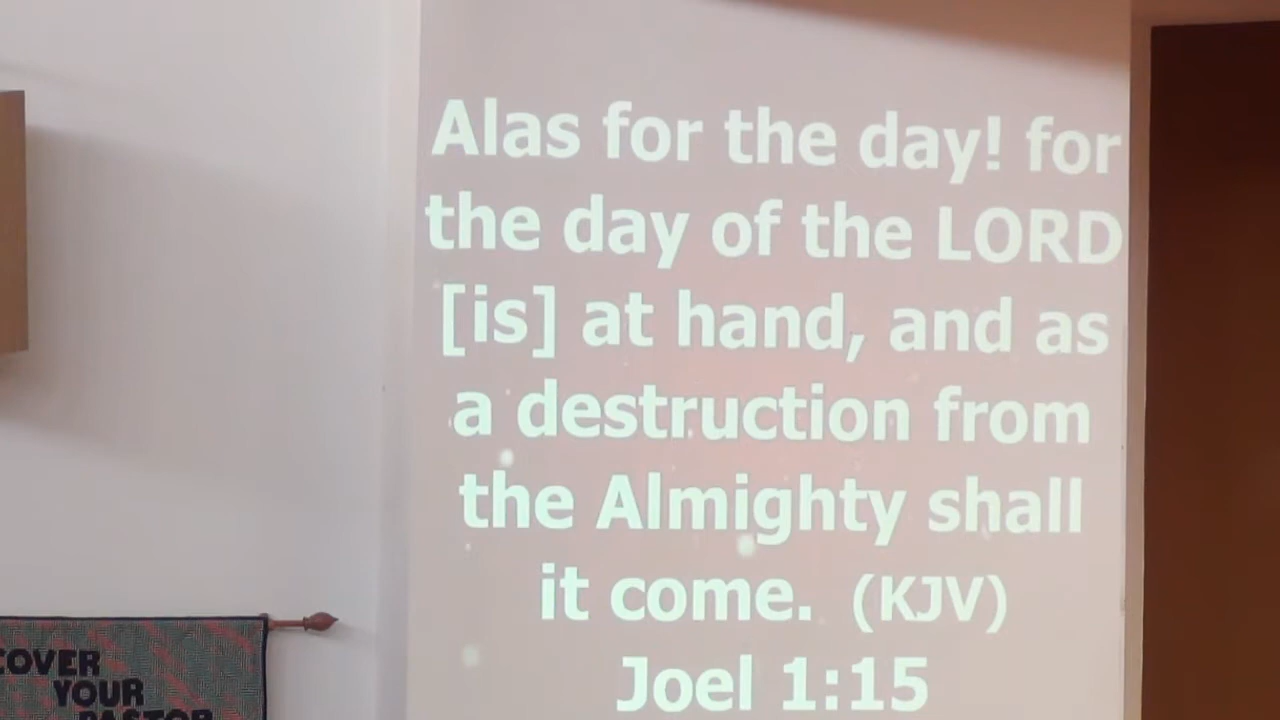 Alas for the day! for
the day of the LORD
[is] at hand, and as
a destruction from
the Almighty shall
it come. (KJV)
Joel 1:15
COVER
YOUR
PASTOR